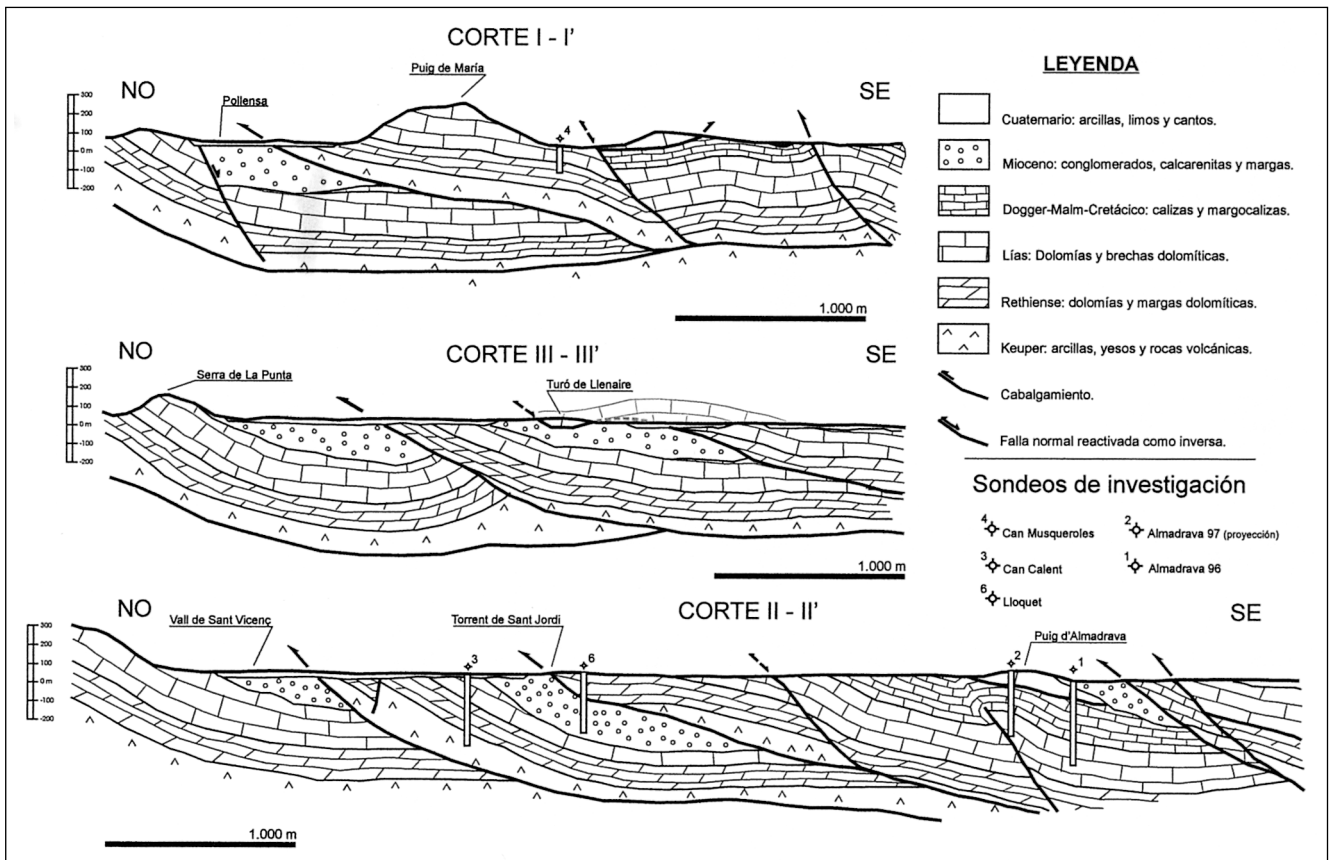 CORTE I - I'
Puig de María
NO
SE
Pollensa
300
200
100
0 m
-100
-200
4
1.000 m
NO
CORTE III - III'
SE
Serra de La Punta
Turó de Llenaire
300
200
100
0 m
-100
-200
1.000 m
NO
CORTE II - II'
SE
Vall de Sant Vicenç
Torrent de Sant Jordi
Puig d'Almadrava
300
200
100
0 m
-100
-200
3
6
2
1
1.000 m
LEYENDA
Cuaternario: arcillas, limos y cantos.
Mioceno: conglomerados, calcarenitas y margas.
Dogger-Malm-Cretácico: calizas y margocalizas.
Lías: Dolomías y brechas dolomíticas.
Rethiense: dolomías y margas dolomíticas.
Keuper: arcillas, yesos y rocas volcánicas.
Cabalgamiento.
Falla normal reactivada como inversa.
Sondeos de investigación
4 Can Musqueroles
2 Almadrava 97 (proyección)
3 Can Calent
1 Almadrava 96
6 Lloquet